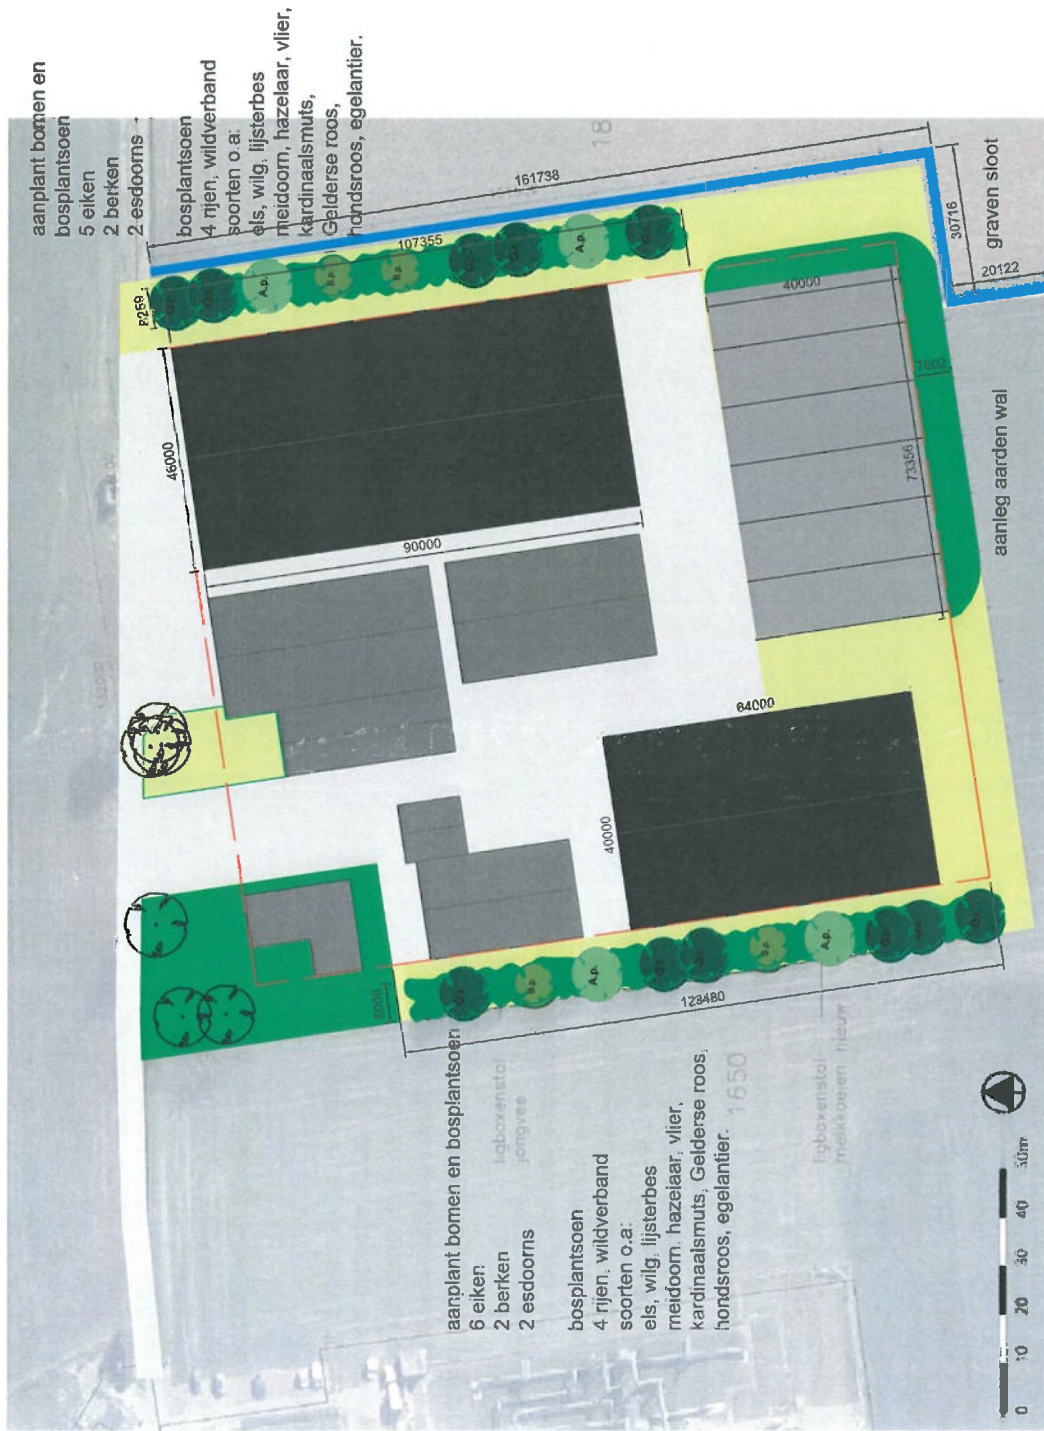 aanplant bomen en
bosplantsoen
5 eiken
2 berken
2 esdoorns
bosplantsoen
4 rijen, wildverband
soorten o.a:
els, wilg. lijsterbes
meidoorn, hazelaar, vlier,
kardinaalsmuts,
Gelderse roos,
hondsroos, egelantier.
18
161738
107355
8259
A.p.
B.p.
B.p.
A.p.
46000
90000
40000
7602
73356
30716
20122
graven sloot
aanleg aarden wal
64000
40000
8000
B.p.
A.p.
B.p.
A.p.
123480
aanplant bomen en bosplantsoen
6 eiken
2 berken
2 esdoorns
bosplantsoen
4 rijen, wildverband
soorten o.a:
els, wilg, lijsterbes
meidoorn, hazelaar, vlier,
kardinaalsmuts, Gelderse roos,
hondsroos, egelantier.
1650
ligboxenstal
jongvee
ligboxenstal
melkkoeien nieuw
0 10 20 30 40 50m